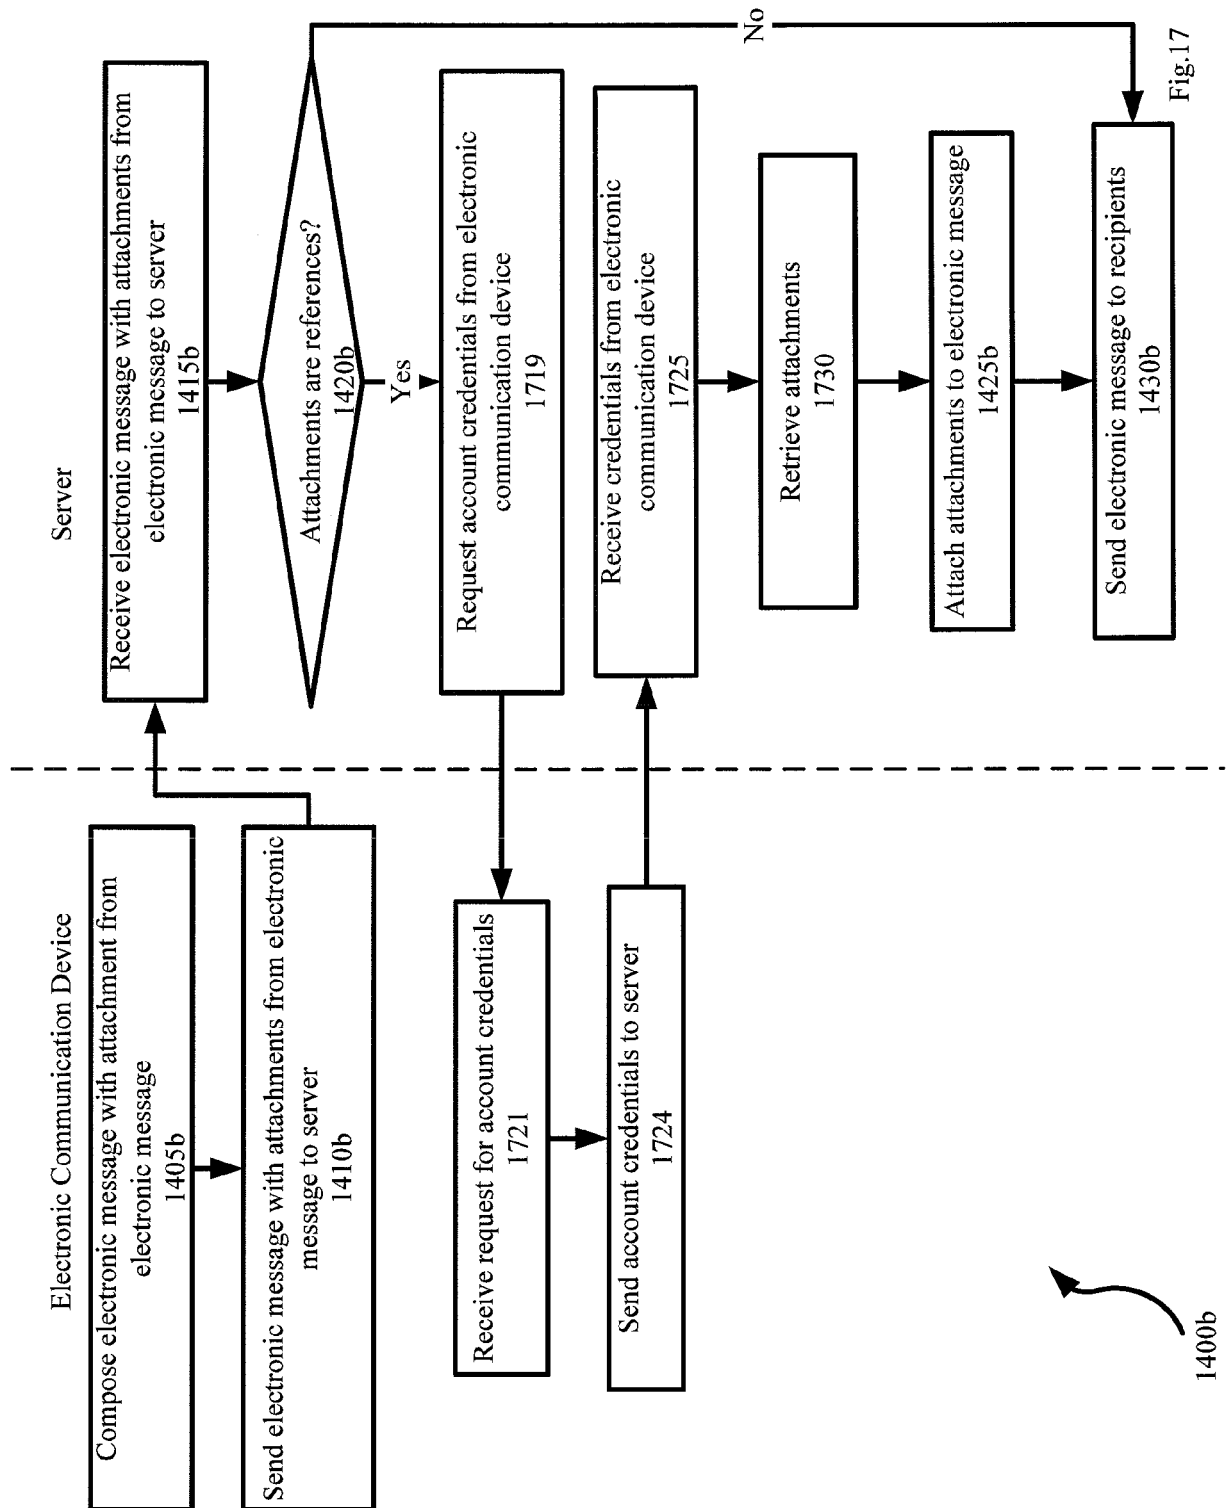 Electronic Communication Device
Compose electronic message with attachment from
electronic message
1405b
Send electronic message with attachments from electronic
message to server
1410b
Receive request for account credentials
1721
Send account credentials to server
1724
1400b
Server
Receive electronic message with attachments from
electronic message to server
1415b
Attachments are references?
1420b
Yes
No
Request account credentials from electronic
communication device
1719
Receive credentials from electronic
communication device
1725
Retrieve attachments
1730
Attach attachments to electronic message
1425b
Send electronic message to recipients
1430b
Fig.17